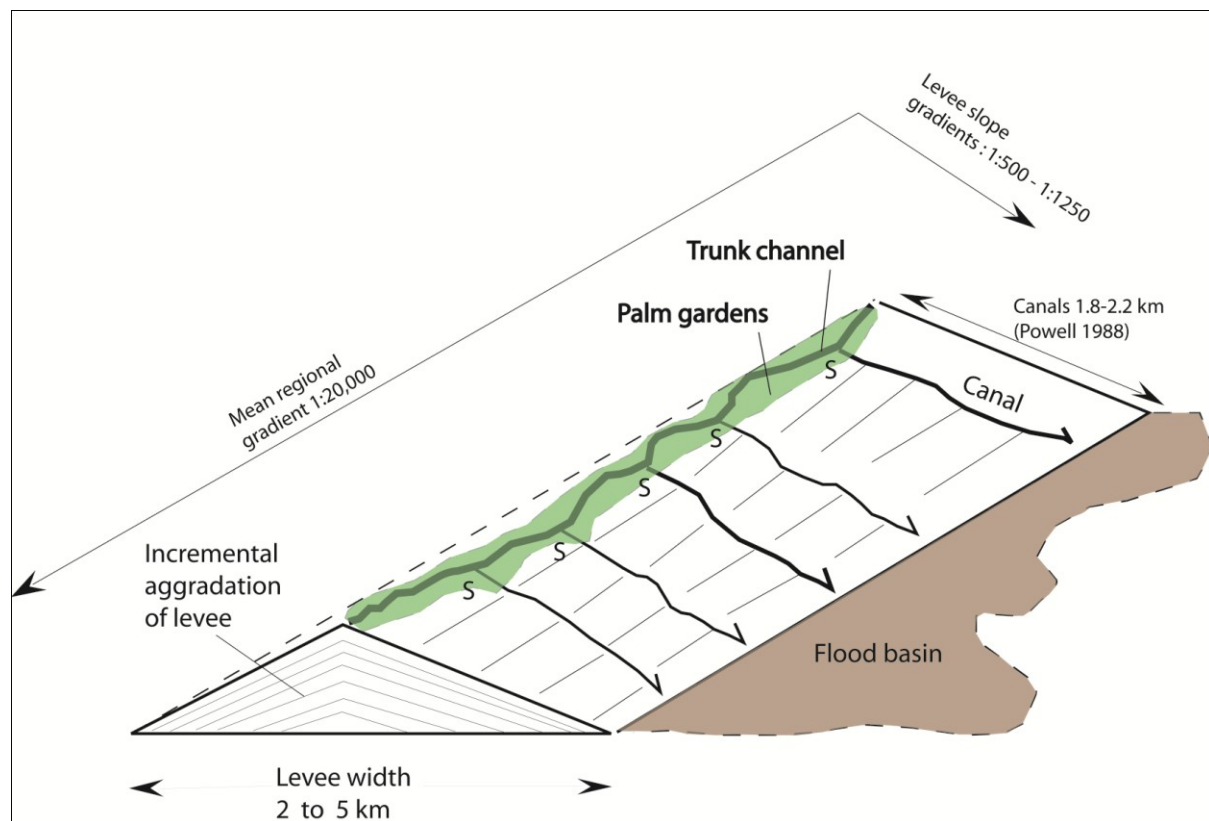 Levee slope
gradients : 1:500 - 1:1250
Trunk channel
Palm gardens
Canals 1.8-2.2 km
(Powell 1988)
Mean regional
gradient 1:20,000
Canal
S
S
S
S
S
Incremental
aggradation
of levee
Flood basin
Levee width
2 to 5 km